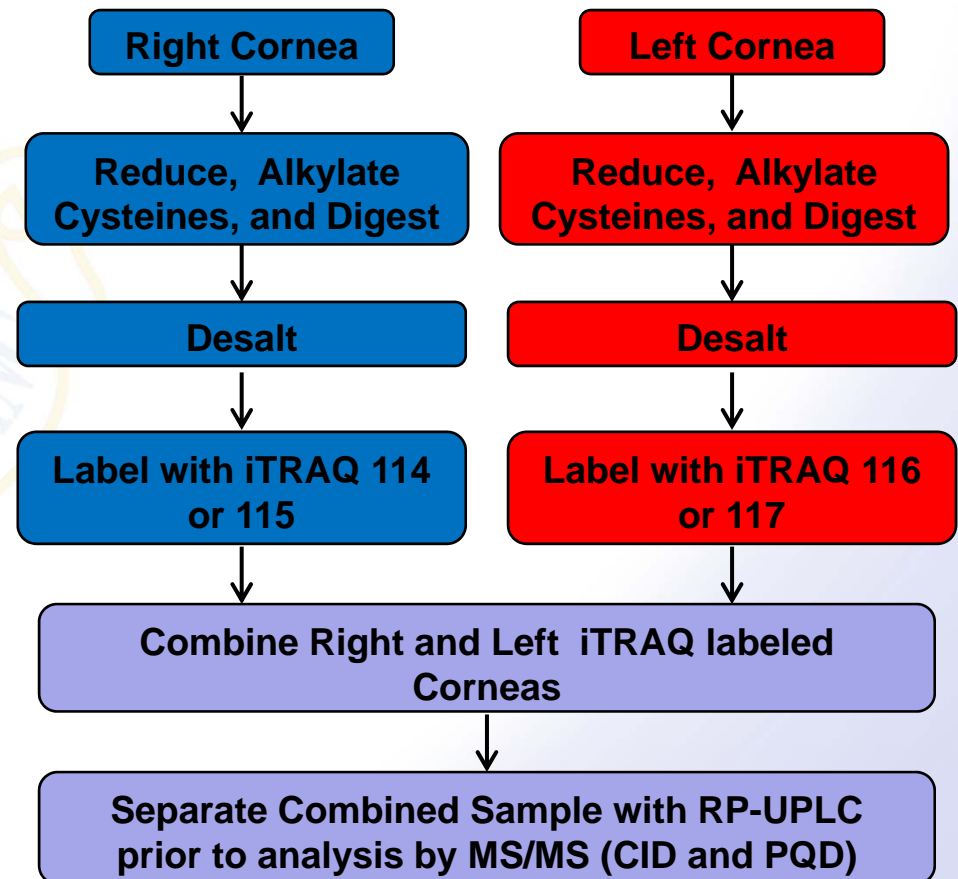 Right Cornea
Left Cornea
Reduce, Alkylate
Cysteines, and Digest
Reduce, Alkylate
Cysteines, and Digest
Desalt
Desalt
Label with iTRAQ 114
or 115
Label with iTRAQ 116
or 117
Combine Right and Left iTRAQ labeled
Corneas
Separate Combined Sample with RP-UPLC
prior to analysis by MS/MS (CID and PQD)